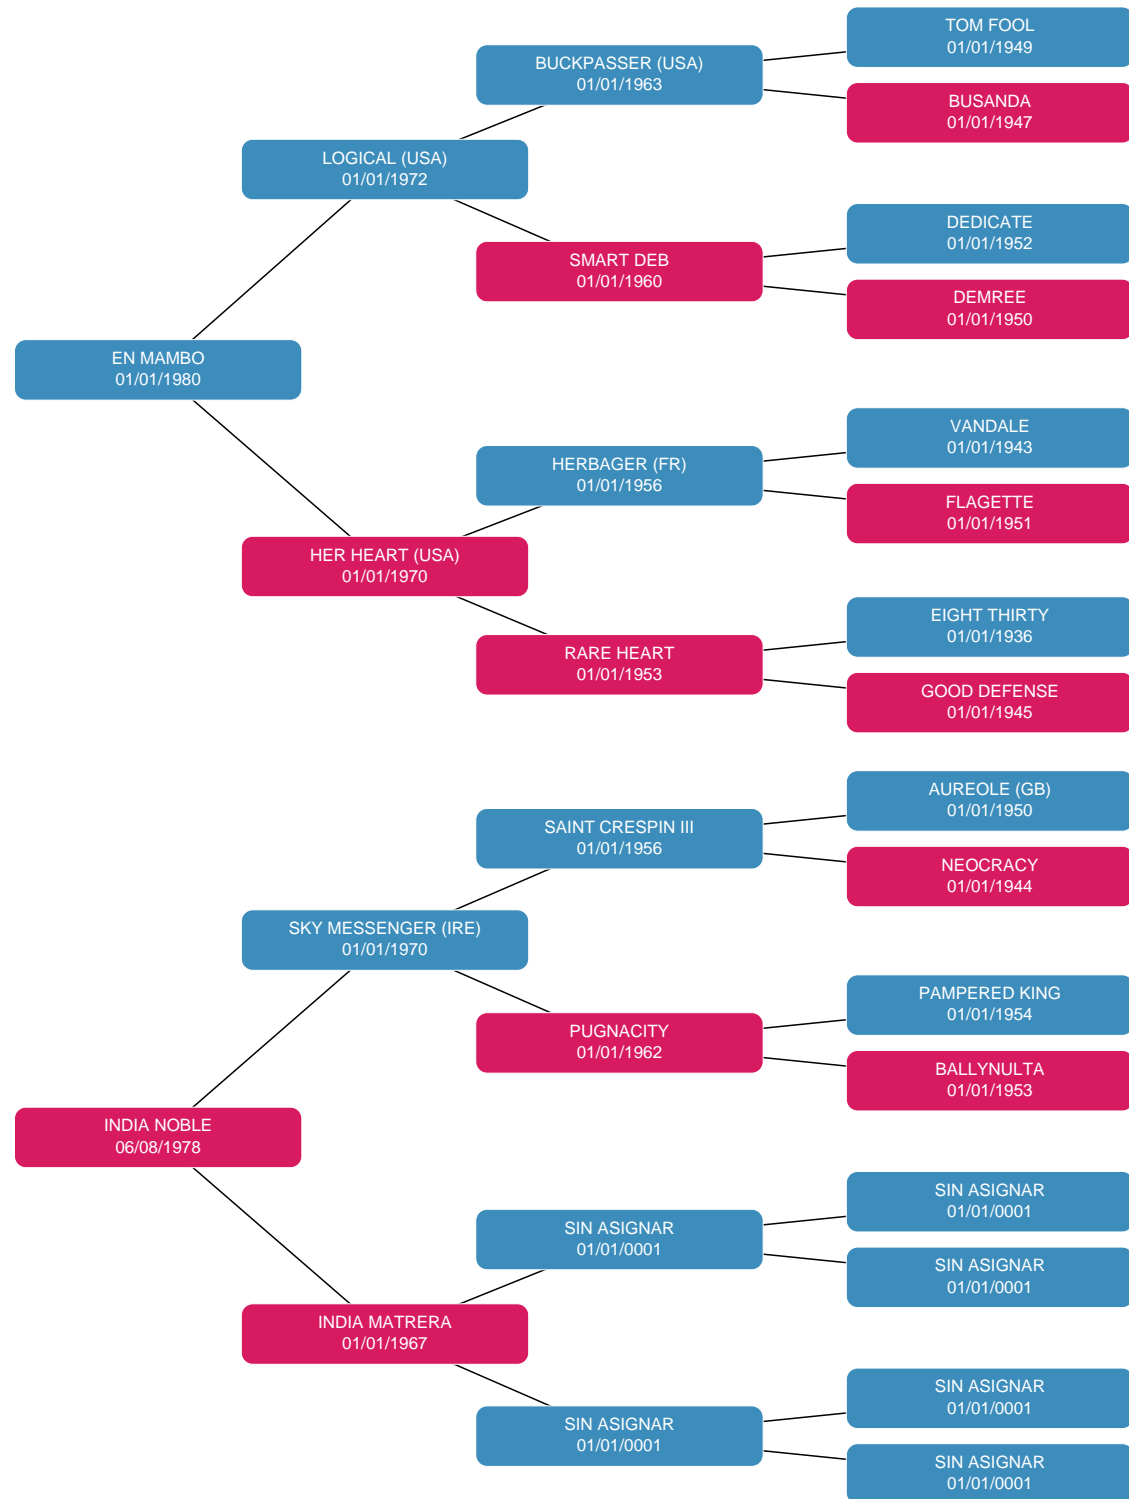 TOM FOOL
01/01/1949
BUCKPASSER (USA)
01/01/1963
BUSANDA
01/01/1947
LOGICAL (USA)
01/01/1972
DEDICATE
01/01/1952
SMART DEB
01/01/1960
DEMREE
01/01/1950
EN MAMBO
01/01/1980
VANDALE
01/01/1943
HERBAGER (FR)
01/01/1956
FLAGETTE
01/01/1951
HER HEART (USA)
01/01/1970
EIGHT THIRTY
01/01/1936
RARE HEART
01/01/1953
GOOD DEFENSE
01/01/1945
AUREOLE (GB)
01/01/1950
SAINT CRESPIN III
01/01/1956
NEOCRACY
01/01/1944
SKY MESSENGER (IRE)
01/01/1970
PAMPERED KING
01/01/1954
PUGNACITY
01/01/1962
BALLYNULTA
01/01/1953
INDIA NOBLE
06/08/1978
SIN ASIGNAR
01/01/0001
SIN ASIGNAR
01/01/0001
SIN ASIGNAR
01/01/0001
INDIA MATRERA
01/01/1967
SIN ASIGNAR
01/01/0001
SIN ASIGNAR
01/01/0001
SIN ASIGNAR
01/01/0001